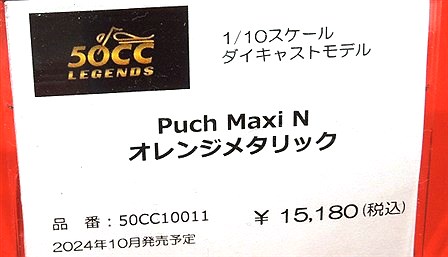 50CC
LEGENDS
1/10スケール
ダイキャストモデル
Puch Maxi N
オレンジメタリック
品 番：50CC10011
¥ 15,180(税込)
2024年10月発売予定